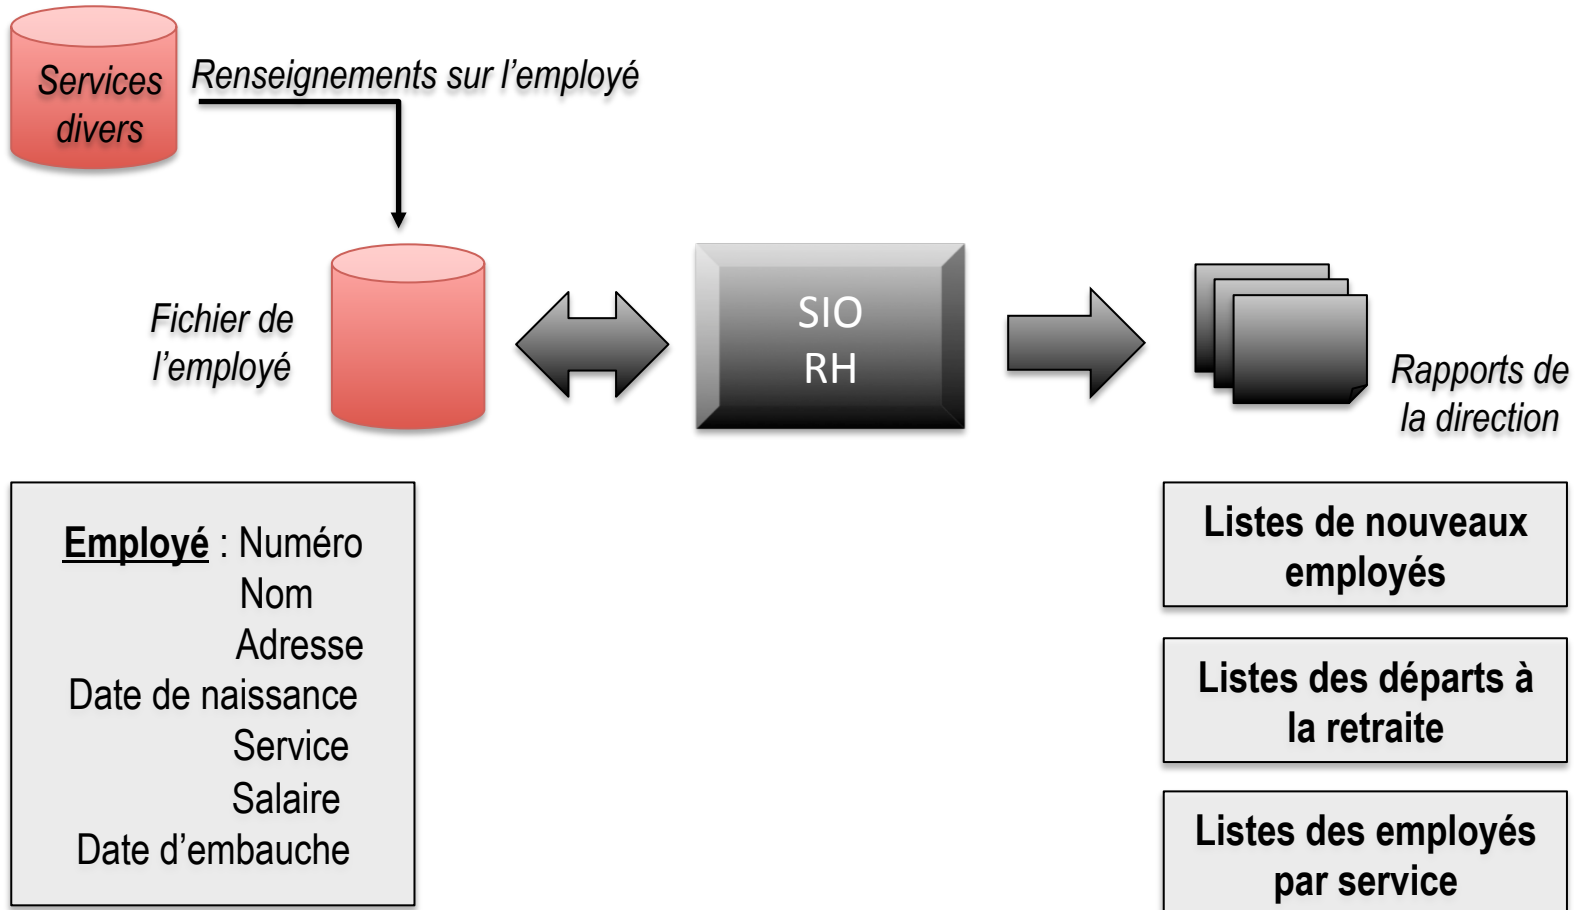 Services
divers
Renseignements sur l’employé
Fichier de
l’employé
SIO
RH
Rapports de
la direction
Employé : Numéro
Nom
Adresse
Date de naissance
Service
Salaire
Date d’embauche
Listes de nouveaux
employés
Listes des départs à
la retraite
Listes des employés
par service